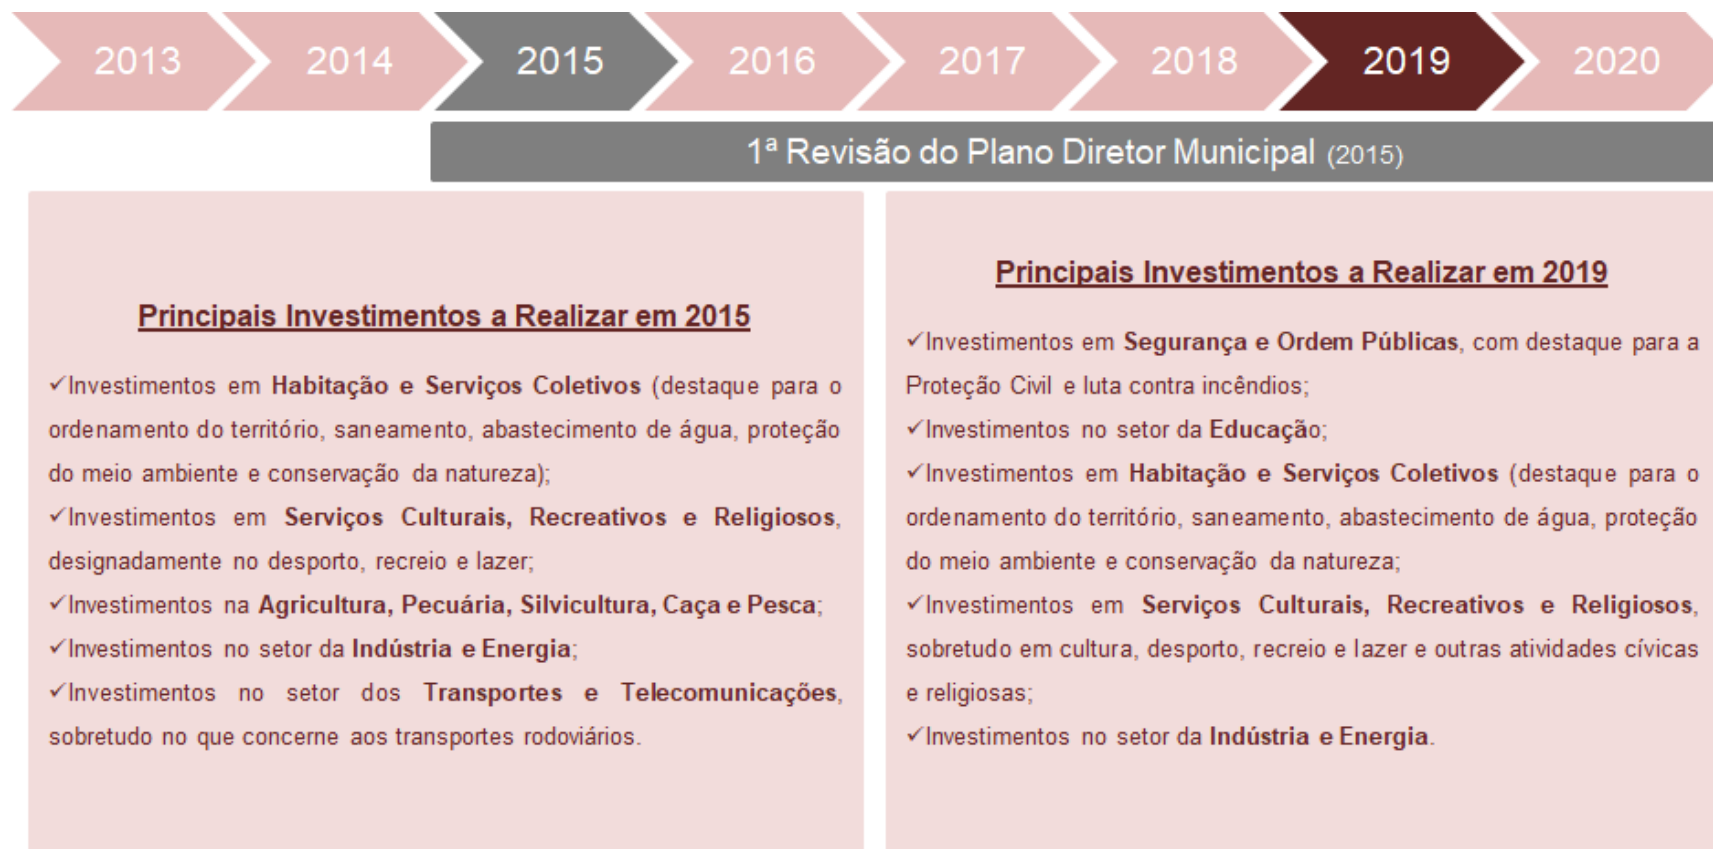 2013 2014 2015 2016 2017 2018 2019 2020
1ª Revisão do Plano Diretor Municipal (2015)
Principais Investimentos a Realizar em 2015
✓Investimentos em Habitação e Serviços Coletivos (destaque para o
ordenamento do território, saneamento, abastecimento de água, proteção
do meio ambiente e conservação da natureza);
✓Investimentos em Serviços Culturais, Recreativos e Religiosos,
designadamente no desporto, recreio e lazer;
✓Investimentos na Agricultura, Pecuária, Silvicultura, Caça e Pesca;
✓Investimentos no setor da Indústria e Energia;
✓Investimentos no setor dos Transportes e Telecomunicações,
sobretudo no que concerne aos transportes rodoviários.
Principais Investimentos a Realizar em 2019
✓Investimentos em Segurança e Ordem Públicas, com destaque para a
Proteção Civil e luta contra incêndios;
✓Investimentos no setor da Educação;
✓Investimentos em Habitação e Serviços Coletivos (destaque para o
ordenamento do território, saneamento, abastecimento de água, proteção
do meio ambiente e conservação da natureza;
✓Investimentos em Serviços Culturais, Recreativos e Religiosos,
sobretudo em cultura, desporto, recreio e lazer e outras atividades cívicas
e religiosas;
✓Investimentos no setor da Indústria e Energia.